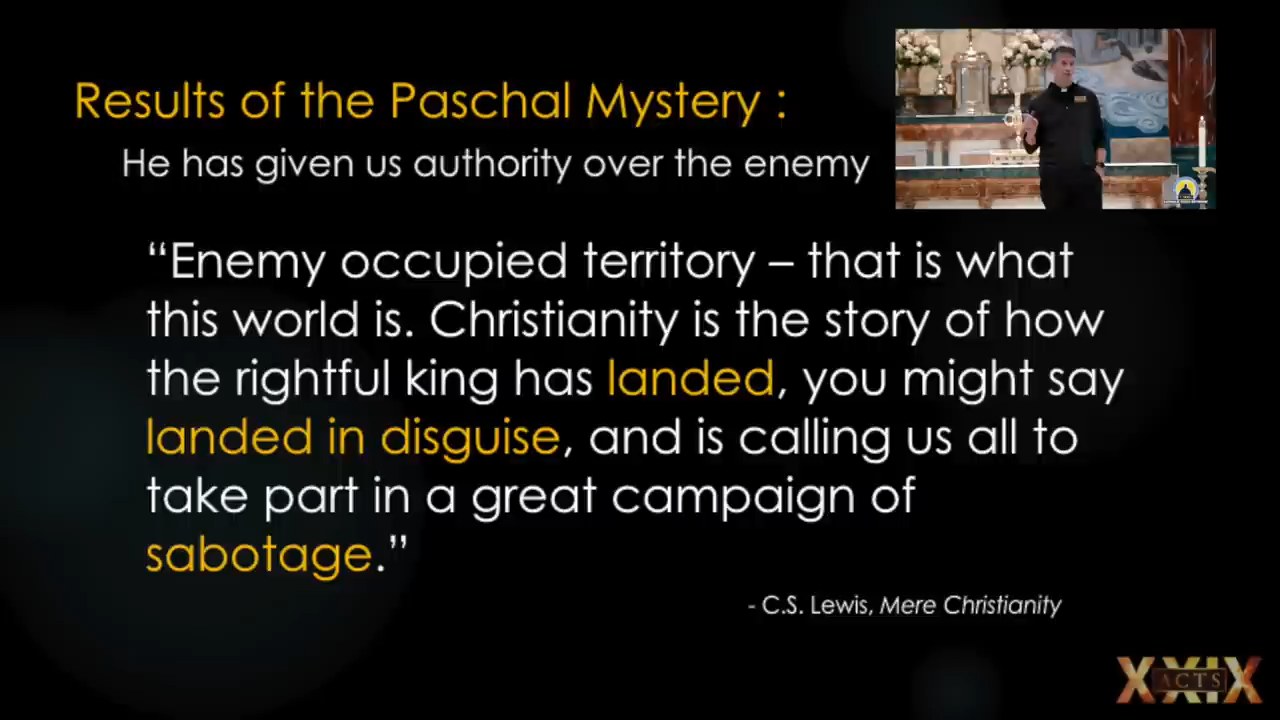 Results of the Paschal Mystery :
He has given us authority over the enemy
“Enemy occupied territory – that is what
this world is. Christianity is the story of how
the rightful king has landed, you might say
landed in disguise, and is calling us all to
take part in a great campaign of
sabotage.”
- C.S. Lewis, Mere Christianity
XXIX
ACTS